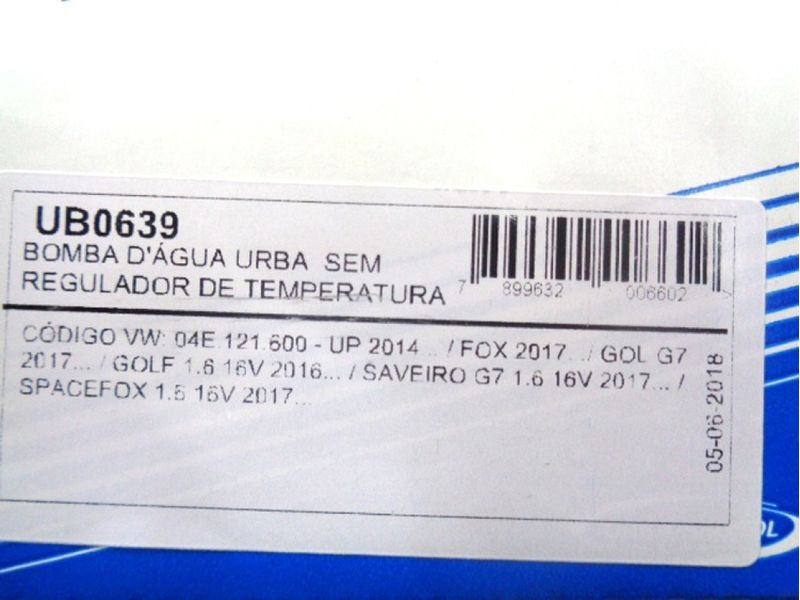 UB0639
BOMBA D'ÁGUA URBA SEM
REGULADOR DE TEMPERATURA
7 899632 006602
CÓDIGO VW: 04E.121.600 - UP 2014... / FOX 2017... / GOL G7
2017... / GOLF 1.6 16V 2016... / SAVEIRO G7 1.6 16V 2017... /
SPACEFOX 1.6 16V 2017...
05-06-2018